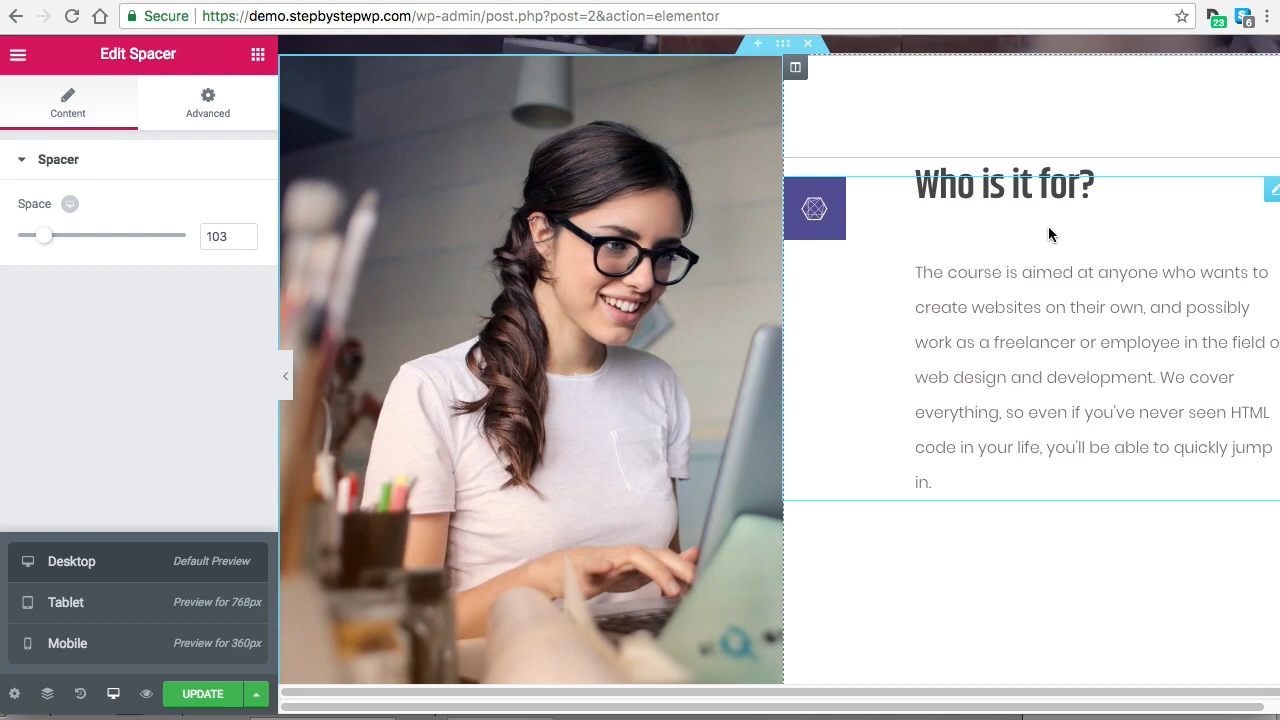 Secure https://demo.stepbystepwp.com/wp-admin/post.php?post=2&action=elementor
23
6
Edit Spacer
Content
Advanced
Spacer
Space
103
Who is it for?
The course is aimed at anyone who wants to
create websites on their own, and possibly
work as a freelancer or employee in the field o
web design and development. We cover
everything, so even if you've never seen HTML
code in your life, you'll be able to quickly jump
in.
Desktop Default Preview
Tablet Preview for 768px
Mobile Preview for 360px
UPDATE